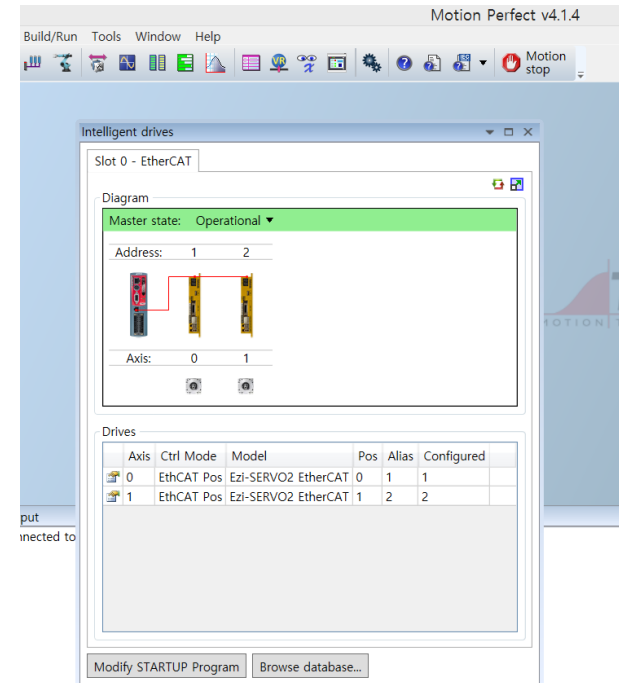 Motion Perfect v4.1.4
Build/Run Tools Window Help
Motion stop
Intelligent drives
Slot 0 - EtherCAT
Diagram
Master state: Operational
Address: 1 2
MOTION
Axis: 0 1
Drives
Axis Ctrl Mode Model Pos Alias Configured
0 EthCAT Pos Ezi-SERVO2 EtherCAT 0 1 1
1 EthCAT Pos Ezi-SERVO2 EtherCAT 1 2 2
put
nnected to
Modify STARTUP Program Browse database...